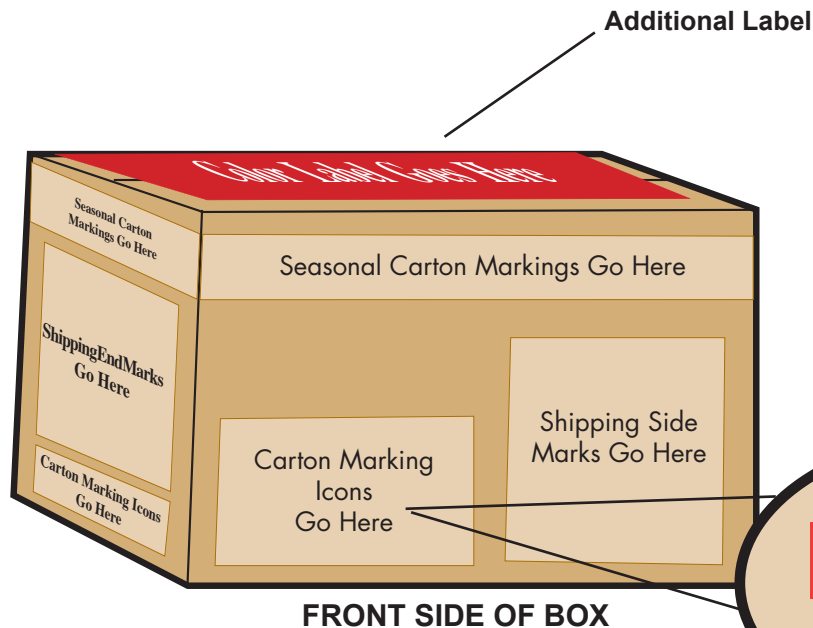 Additional Label
Color Label Goes Here
Seasonal Carton
Markings Go Here
Seasonal Carton Markings Go Here
ShippingEndMarks
Go Here
Shipping Side
Marks Go Here
Carton Marking
Icons
Go Here
Carton Marking Icons
Go Here
FRONT SIDE OF BOX